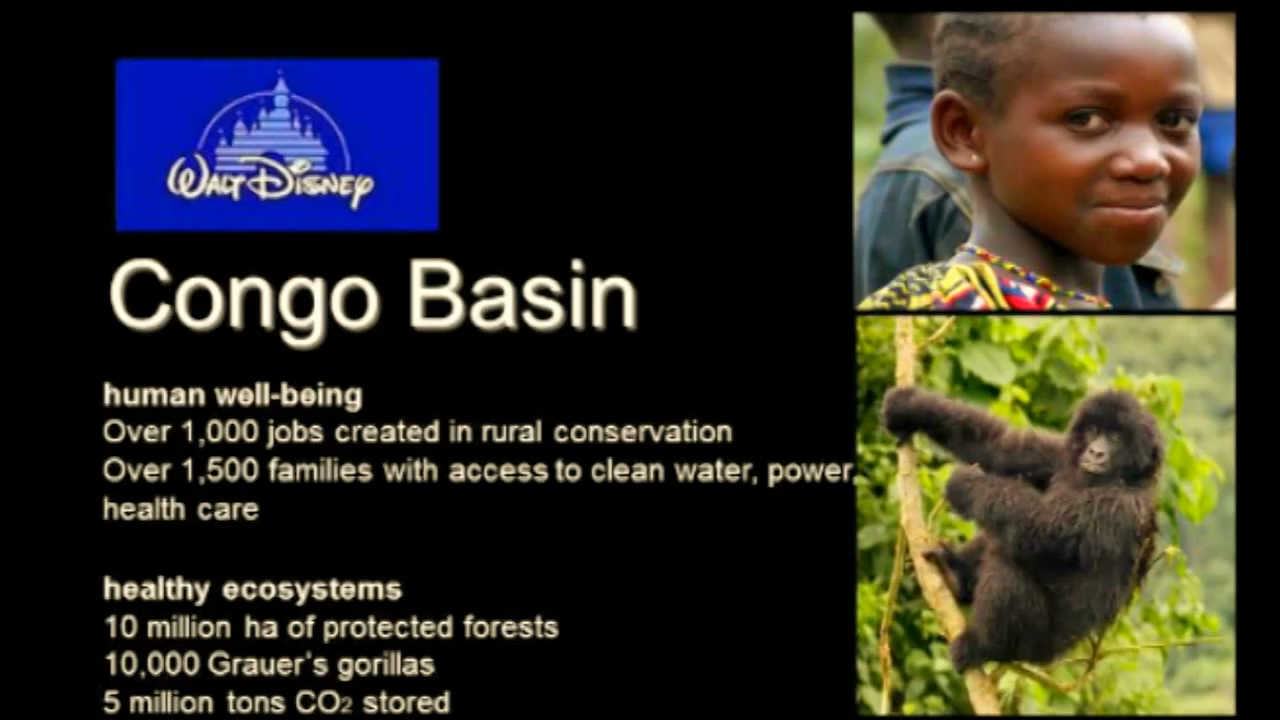 WALT DISNEY
Congo Basin
human well-being
Over 1,000 jobs created in rural conservation
Over 1,500 families with access to clean water, power,
health care
healthy ecosystems
10 million ha of protected forests
10,000 Grauer's gorillas
5 million tons CO₂ stored